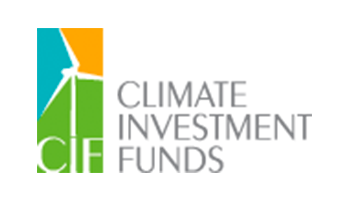 CIF
CLIMATE
INVESTMENT
FUNDS